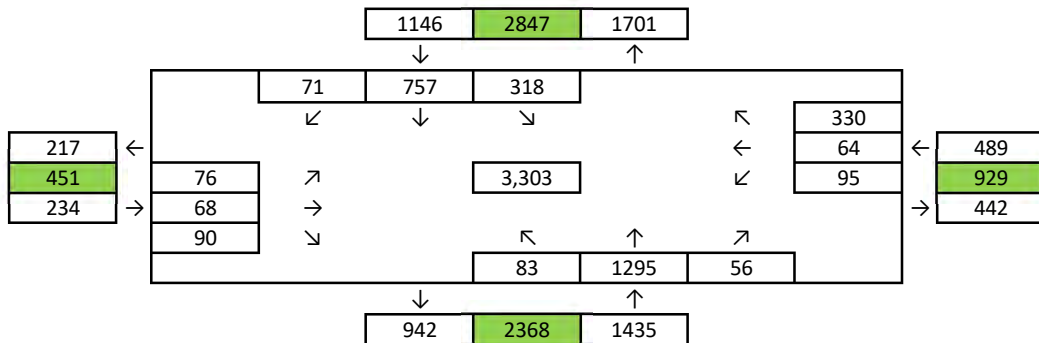 1146 2847 1701
↓ ↑
71 757 318
↙ ↓ ↘ ↖ 330
217 ← ← 64 ← 489
451 76 ↗ 3,303 ↙ 95 929
234 → 68 → → 442
90 ↘ ↖ ↑ ↗
83 1295 56
↓ ↑
942 2368 1435